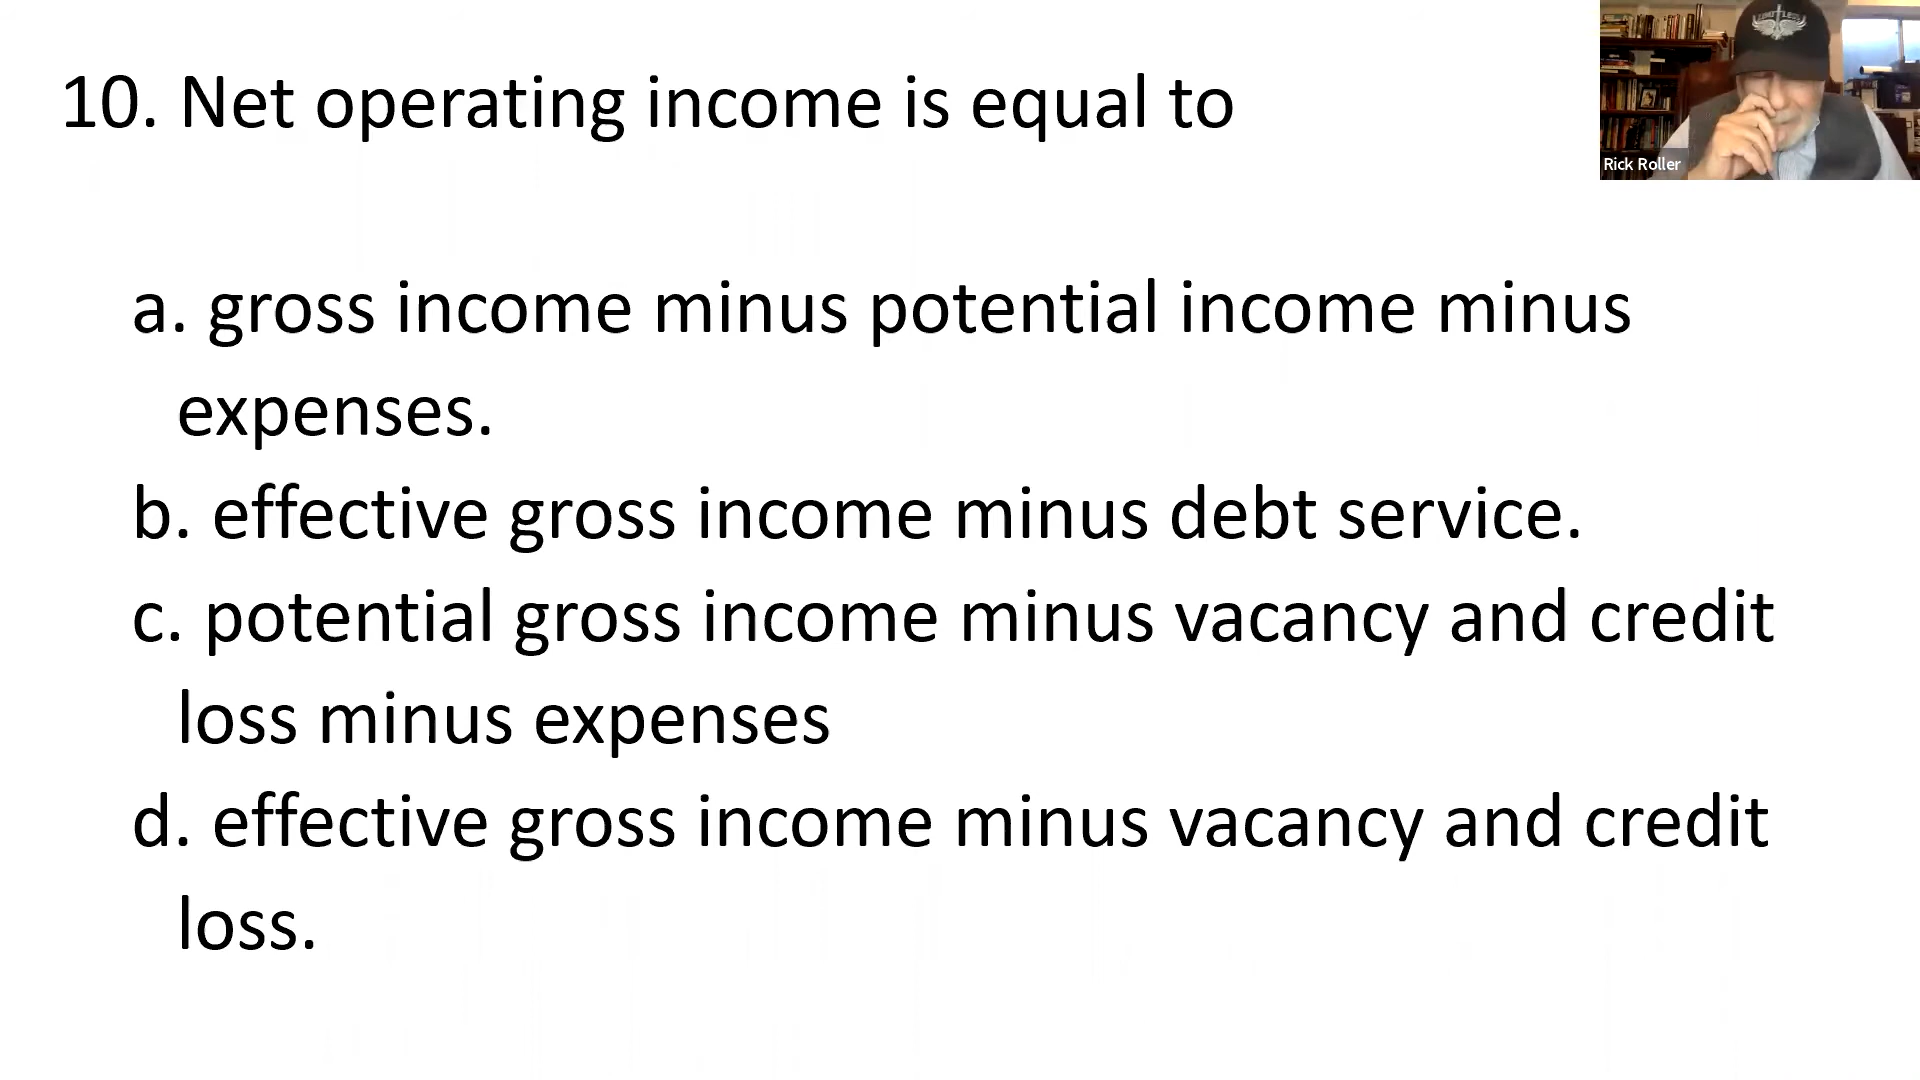 10. Net operating income is equal to
LIMITLESS
Rick Roller
a. gross income minus potential income minus
expenses.
b. effective gross income minus debt service.
c. potential gross income minus vacancy and credit
loss minus expenses
d. effective gross income minus vacancy and credit
loss.